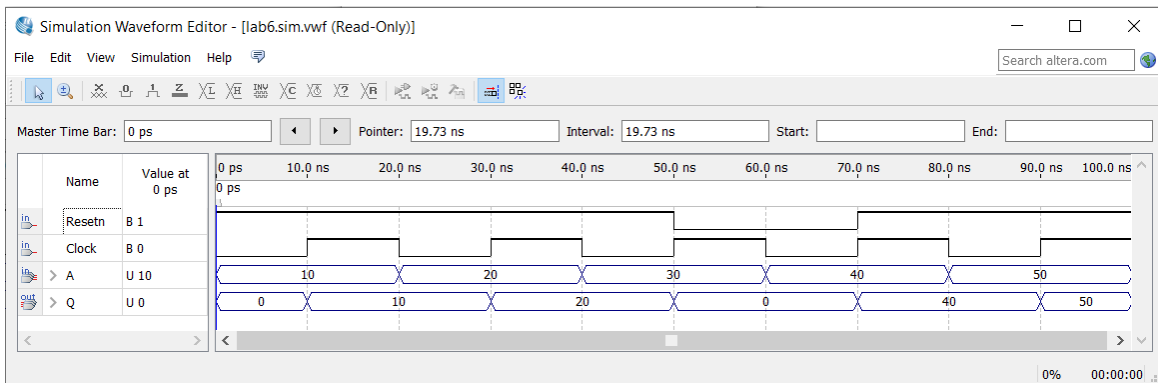 Simulation Waveform Editor - [lab6.sim.vwf (Read-Only)]
File Edit View Simulation Help Search altera.com
Master Time Bar: 0 ps Pointer: 19.73 ns Interval: 19.73 ns Start: End:
Name Value at 0 ps
0 ps 10.0 ns 20.0 ns 30.0 ns 40.0 ns 50.0 ns 60.0 ns 70.0 ns 80.0 ns 90.0 ns 100.0 ns
0 ps
in Resetn B 1
in Clock B 0
in A U 10 10 20 30 40 50
out Q U 0 0 10 20 0 40 50
0% 00:00:00